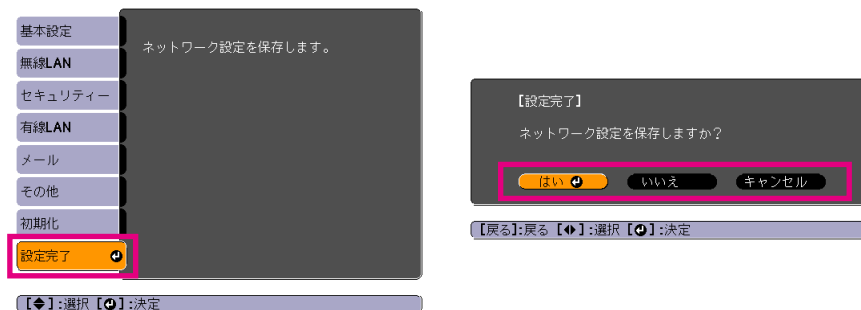 基本設定
無線LAN
セキュリティー
有線LAN
メール
その他
初期化
設定完了
ネットワーク設定を保存します。
[◆]:選択 [↵]:決定
【設定完了】
ネットワーク設定を保存しますか?
はい いいえ キャンセル
[戻る]:戻る [◀▶]:選択 [↵]:決定